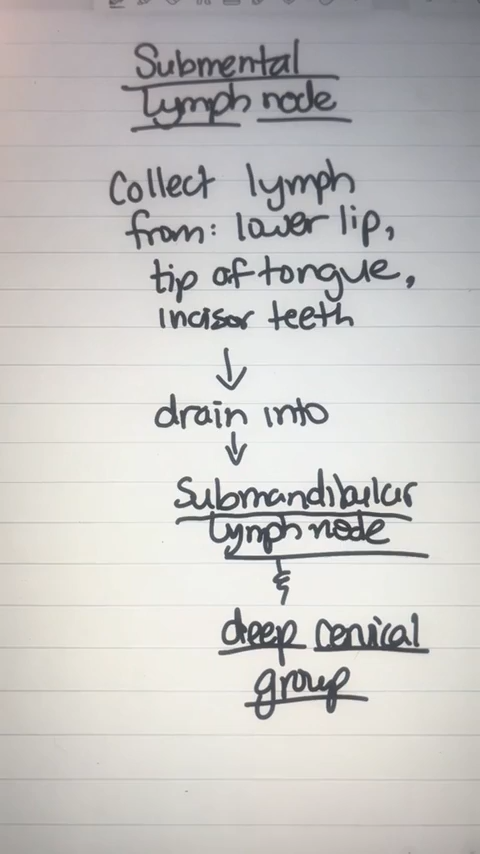 Submental
lymph node
Collect lymph
from: lower lip,
tip of tongue,
incisor teeth
↓
drain into
↓
Submandibular
lymph node
&
deep cervical
group